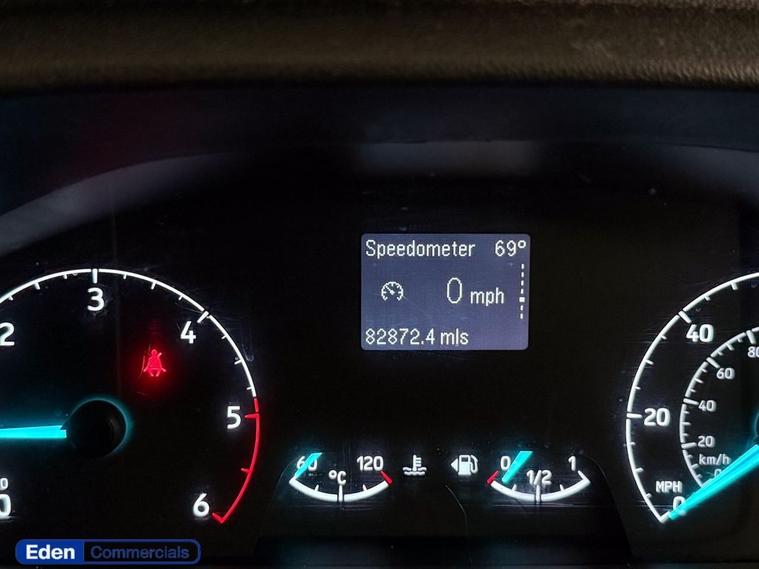 Speedometer 69°
0 mph
82872.4 mls
2 3 4 5 6
60 °C 120
0 1/2 1
20 40
MPH
0
20 40 60 80
km/h
Eden Commercials